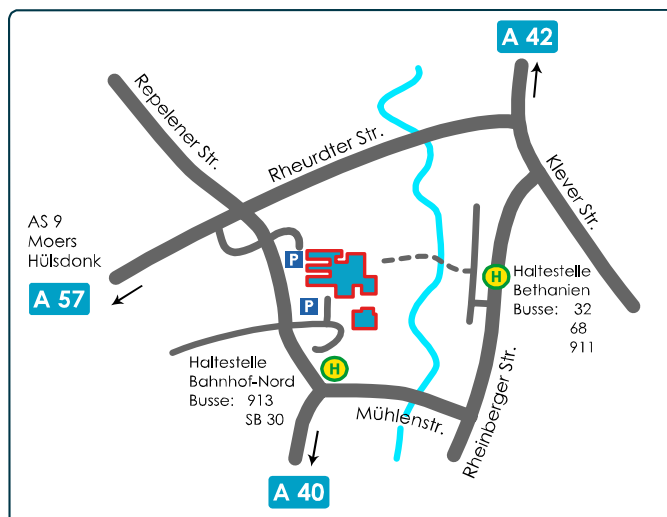 A 42
Repelener Str.
Rheurdter Str.
Klever Str.
AS 9
Moers
Hülsdonk
A 57
P
P
H
Haltestelle
Bethanien
Busse: 32
68
911
Haltestelle
Bahnhof-Nord
Busse: 913
SB 30
H
Mühlenstr.
Rheinberger Str.
A 40